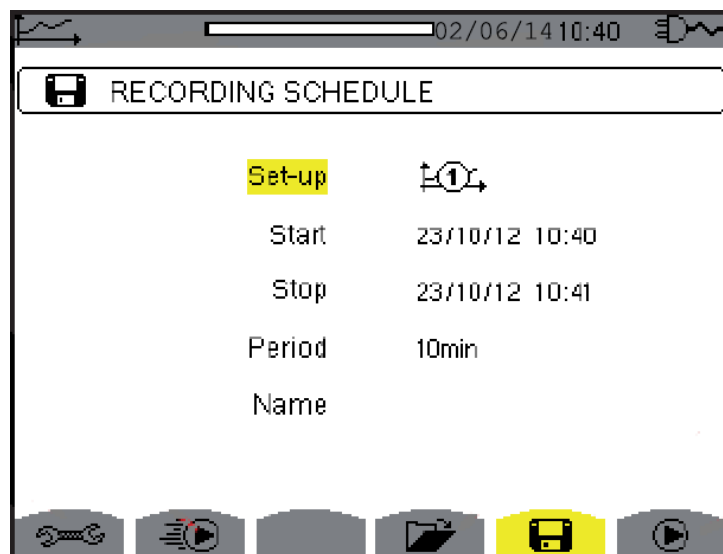 02/06/14 10:40
RECORDING SCHEDULE
Set-up 1
Start 23/10/12 10:40
Stop 23/10/12 10:41
Period 10min
Name